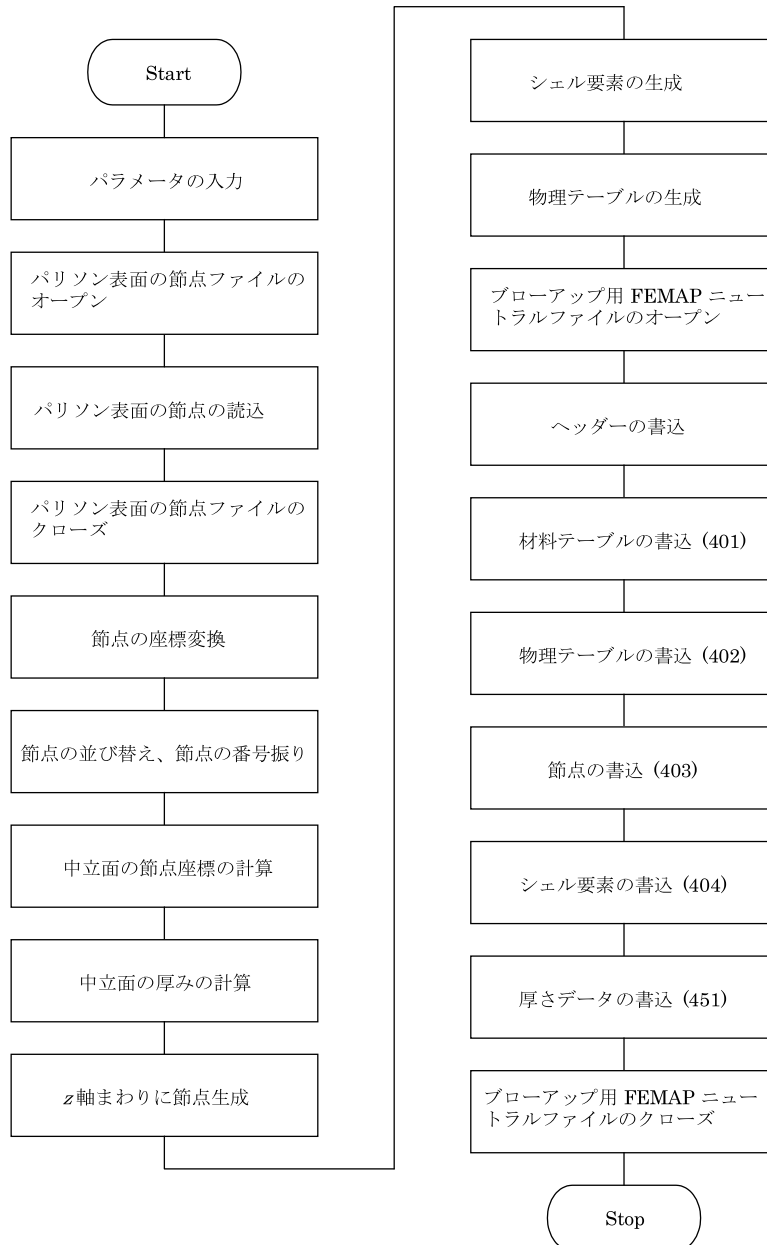 Start
パラメータの入力
パリソン表面の節点ファイルの
オープン
パリソン表面の節点の読込
パリソン表面の節点ファイルの
クローズ
節点の座標変換
節点の並び替え、節点の番号振り
中立面の節点座標の計算
中立面の厚みの計算
z軸まわりに節点生成
シェル要素の生成
物理テーブルの生成
ブローアップ用 FEMAP ニュー
トラルファイルのオープン
ヘッダーの書込
材料テーブルの書込 (401)
物理テーブルの書込 (402)
節点の書込 (403)
シェル要素の書込 (404)
厚さデータの書込 (451)
ブローアップ用 FEMAP ニュー
トラルファイルのクローズ
Stop